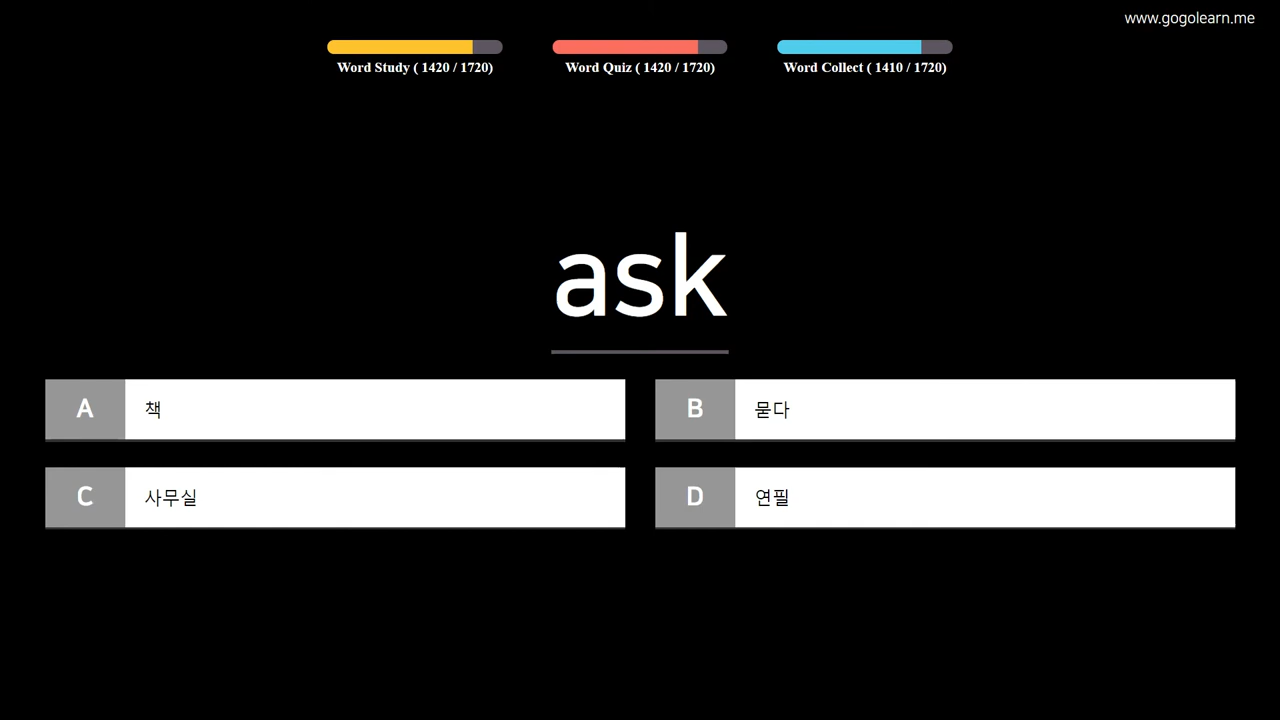 www.gogolearn.me
Word Study ( 1420 / 1720)
Word Quiz ( 1420 / 1720)
Word Collect ( 1410 / 1720)
ask
A 책
B 묻다
C 사무실
D 연필